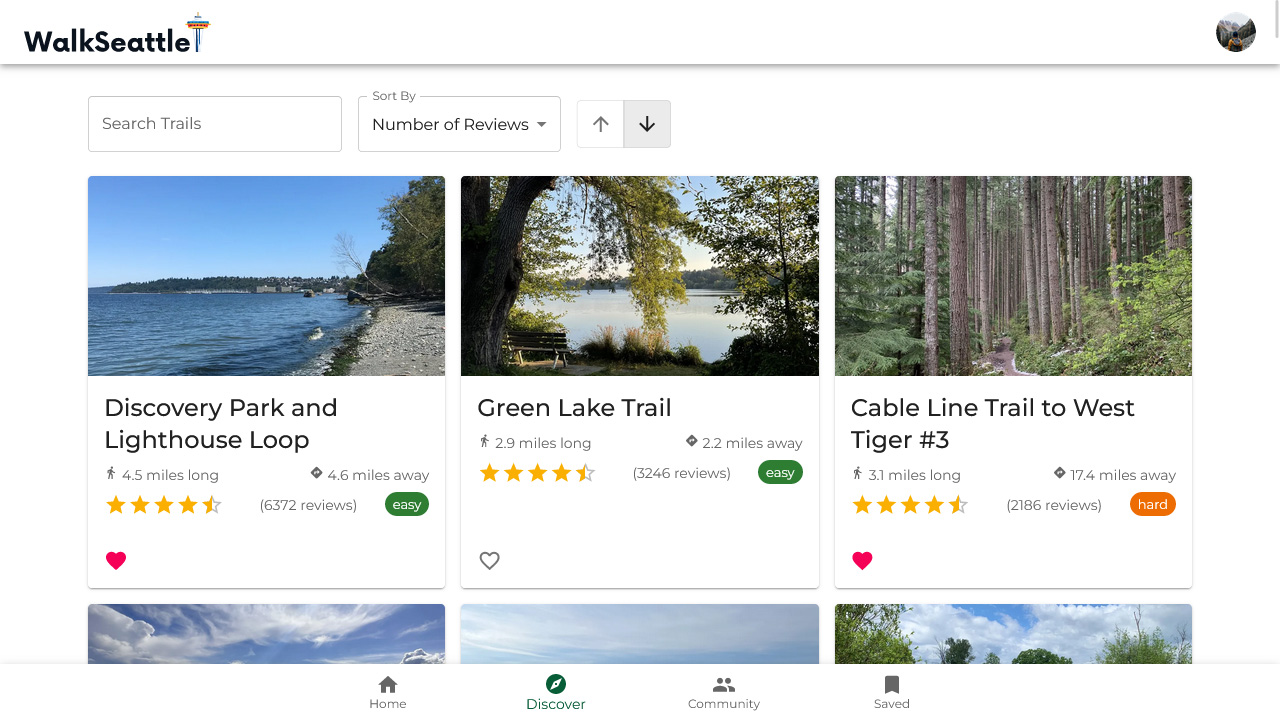 WalkSeattle
Search Trails
Sort By
Number of Reviews
Discovery Park and
Lighthouse Loop
4.5 miles long
4.6 miles away
(6372 reviews)
easy
Green Lake Trail
2.9 miles long
2.2 miles away
(3246 reviews)
easy
Cable Line Trail to West
Tiger #3
3.1 miles long
17.4 miles away
(2186 reviews)
hard
Home
Discover
Community
Saved